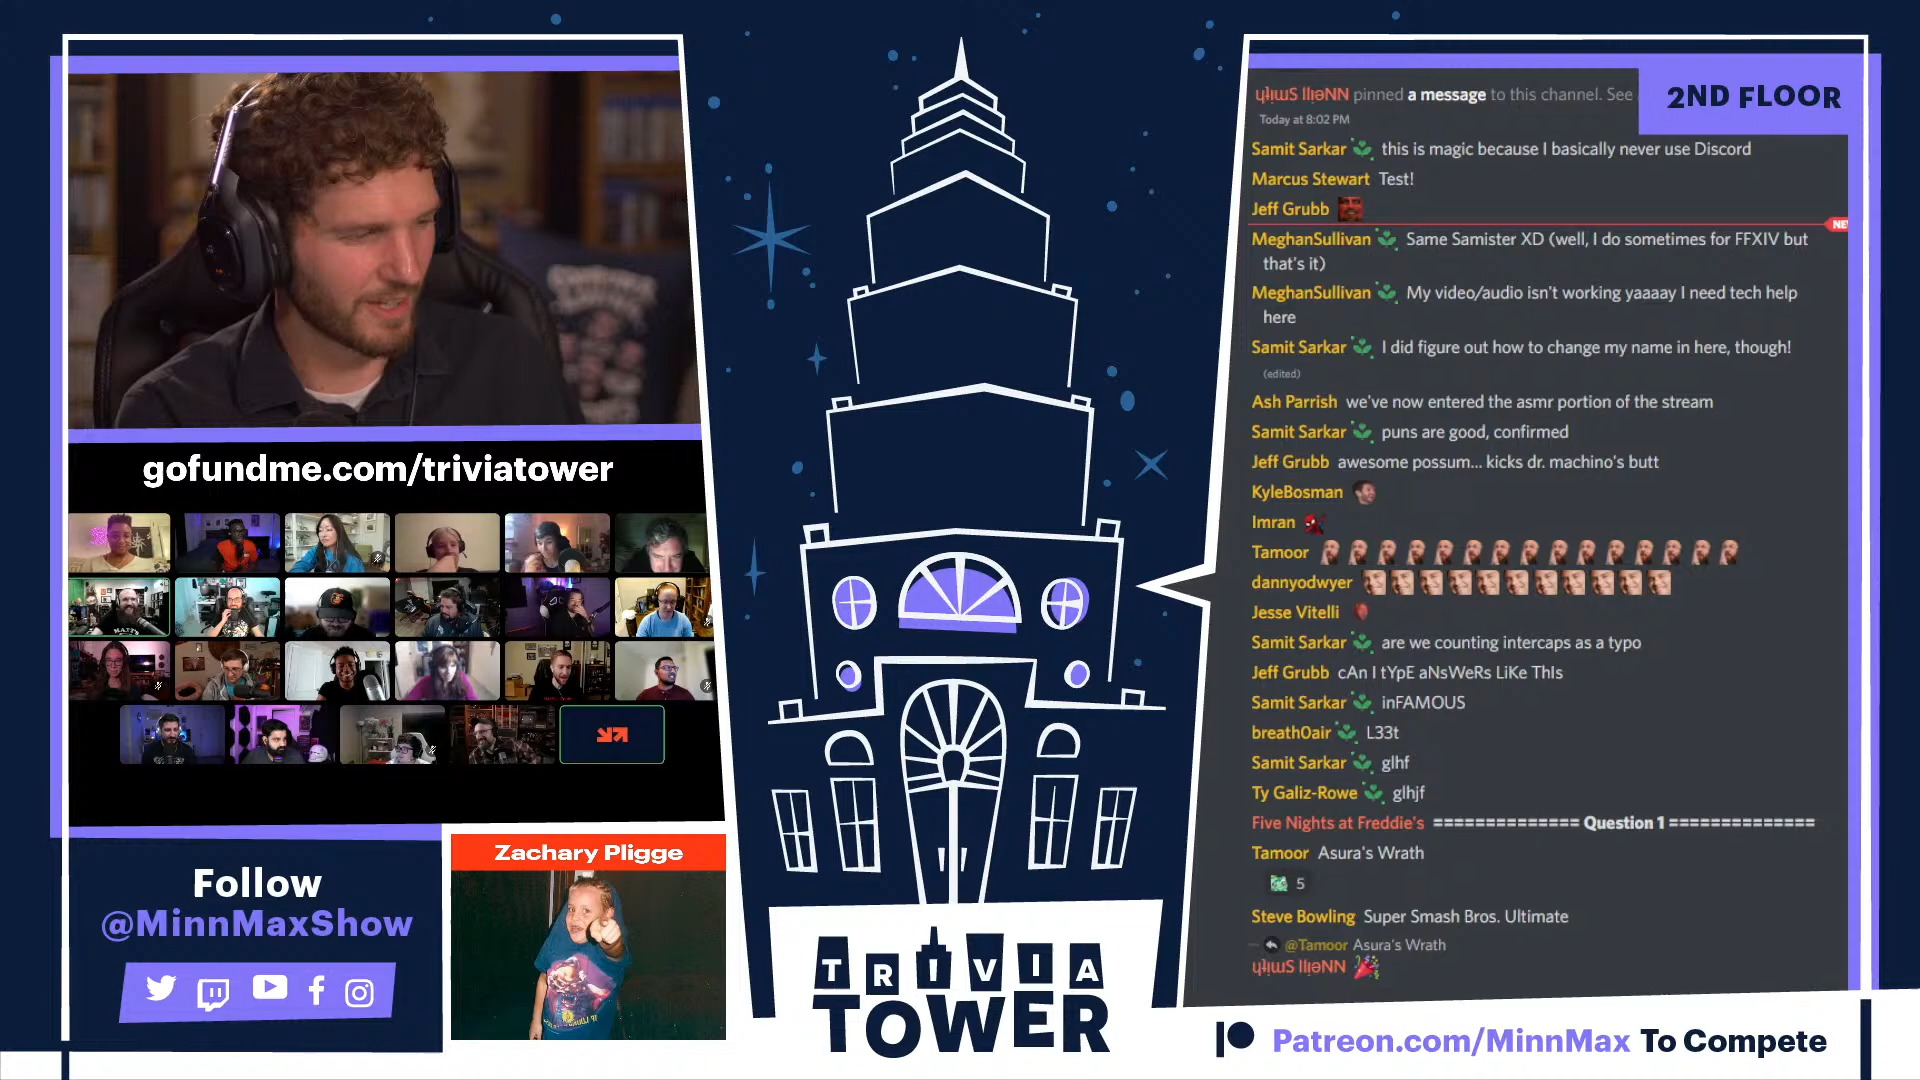 gofundme.com/triviatower
Follow
@MinnMaxShow
Zachary Pligge
TRIVIA
TOWER
2ND FLOOR
ɥʇᴉɯS llᴉǝNN pinned a message to this channel. See
Today at 8:02 PM
Samit Sarkar this is magic because I basically never use Discord
Marcus Stewart Test!
Jeff Grubb
NEW
MeghanSullivan Same Samister XD (well, I do sometimes for FFXIV but
that's it)
MeghanSullivan My video/audio isn't working yaaaay I need tech help
here
Samit Sarkar I did figure out how to change my name in here, though!
(edited)
Ash Parrish we've now entered the asmr portion of the stream
Samit Sarkar puns are good, confirmed
Jeff Grubb awesome possum... kicks dr. machino's butt
KyleBosman
Imran
Tamoor
dannyodwyer
Jesse Vitelli
Samit Sarkar are we counting intercaps as a typo
Jeff Grubb cAn I tYpE aNsWeRs LiKe ThIs
Samit Sarkar inFAMOUS
breath0air L33t
Samit Sarkar glhf
Ty Galiz-Rowe glhjf
Five Nights at Freddie's ============== Question 1 ==============
Tamoor Asura's Wrath
5
Steve Bowling Super Smash Bros. Ultimate
@Tamoor Asura's Wrath
ɥʇᴉɯS llᴉǝNN
Patreon.com/MinnMax To Compete